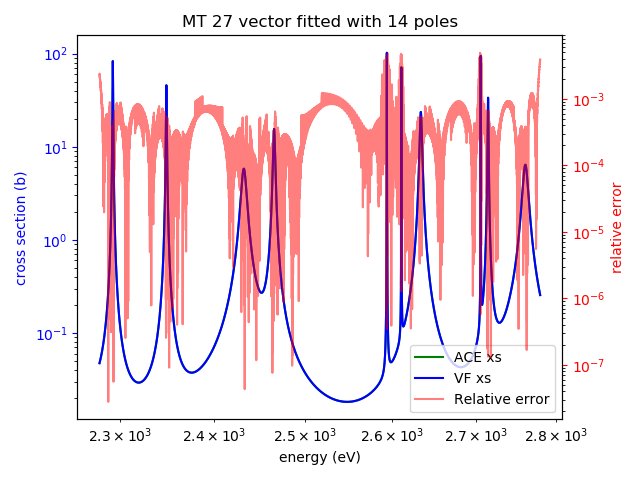 MT 27 vector fitted with 14 poles
cross section (b)
10²
10¹
10⁰
10⁻¹
10⁻³
10⁻⁴
10⁻⁵
10⁻⁶
10⁻⁷
relative error
ACE xs
VF xs
Relative error
2.3 × 10³ 2.4 × 10³ 2.5 × 10³ 2.6 × 10³ 2.7 × 10³ 2.8 × 10³
energy (eV)